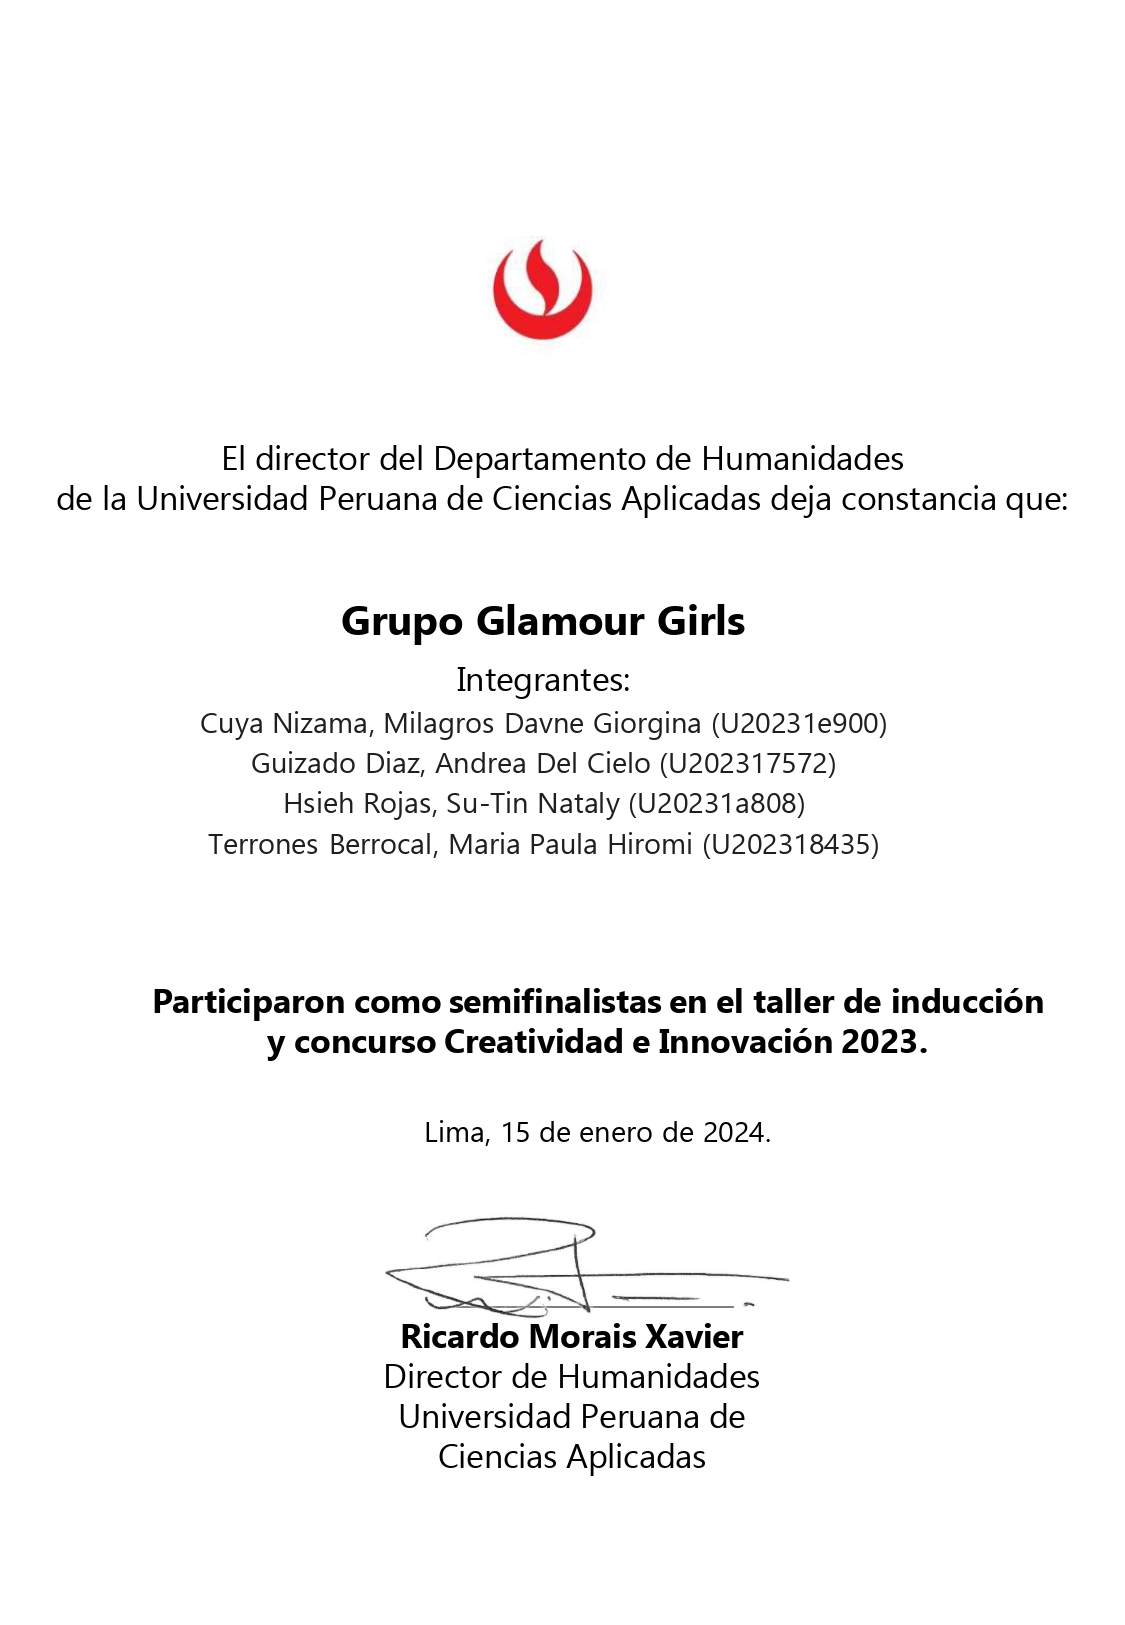 El director del Departamento de Humanidades
de la Universidad Peruana de Ciencias Aplicadas deja constancia que:
Grupo Glamour Girls
Integrantes:
Cuya Nizama, Milagros Davne Giorgina (U20231e900)
Guizado Diaz, Andrea Del Cielo (U202317572)
Hsieh Rojas, Su-Tin Nataly (U20231a808)
Terrones Berrocal, Maria Paula Hiromi (U202318435)
Participaron como semifinalistas en el taller de inducción
y concurso Creatividad e Innovación 2023.
Lima, 15 de enero de 2024.
Ricardo Morais Xavier
Director de Humanidades
Universidad Peruana de
Ciencias Aplicadas